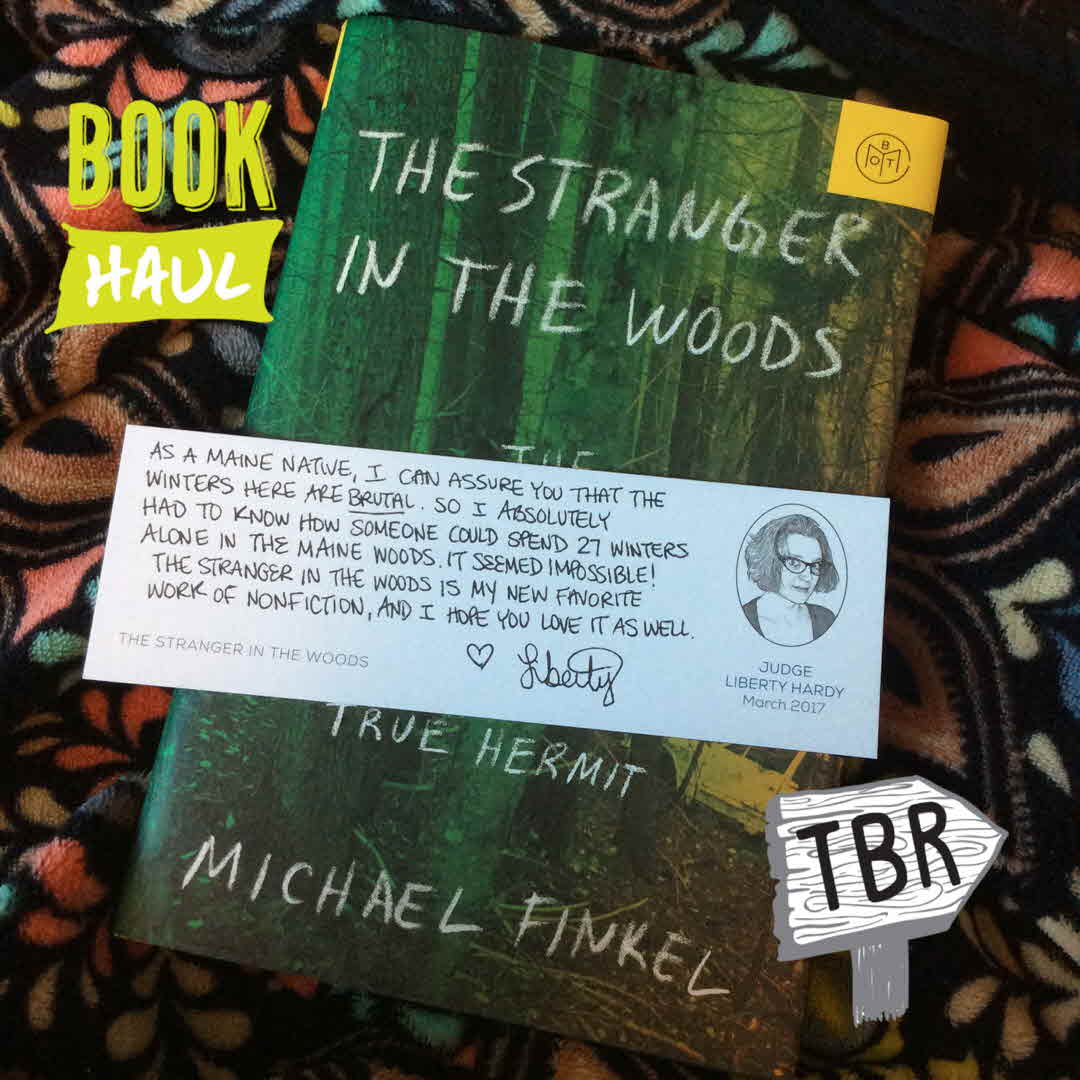 BOOK
HAUL
THE STRANGER
IN THE WOODS
BOTM
THE
AS A MAINE NATIVE, I CAN ASSURE YOU THAT THE
WINTERS HERE ARE BRUTAL. SO I ABSOLUTELY
HAD TO KNOW HOW SOMEONE COULD SPEND 27 WINTERS
ALONE IN THE MAINE WOODS. IT SEEMED IMPOSSIBLE!
THE STRANGER IN THE WOODS IS MY NEW FAVORITE
WORK OF NONFICTION, AND I HOPE YOU LOVE IT AS WELL.
♡ Liberty
THE STRANGER IN THE WOODS
JUDGE
LIBERTY HARDY
March 2017
TRUE HERMIT
MICHAEL FINKEL
TBR